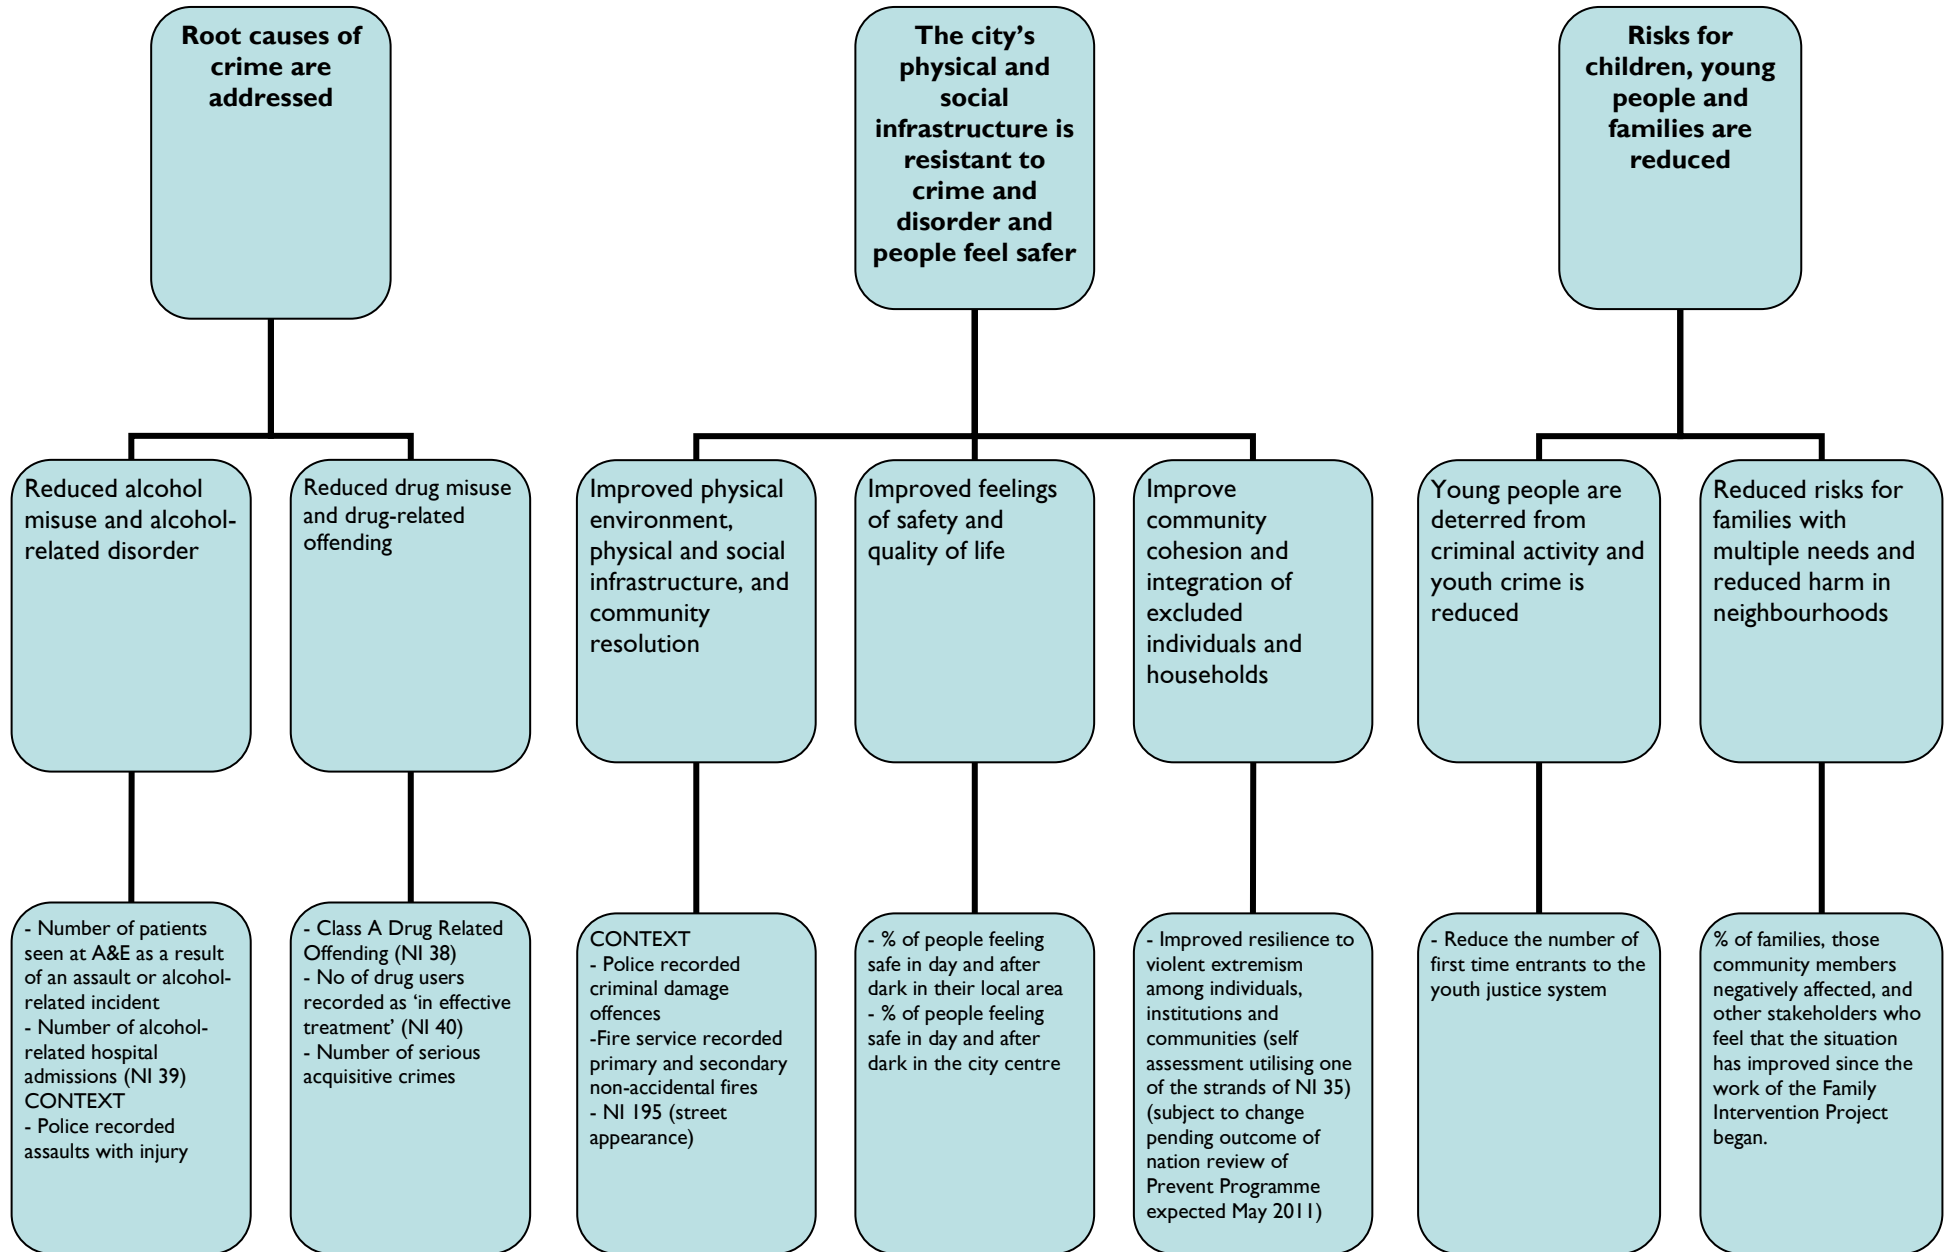 Root causes of
crime are
addressed
The city’s
physical and
social
infrastructure is
resistant to
crime and
disorder and
people feel safer
Risks for
children, young
people and
families are
reduced
Reduced alcohol
misuse and alcohol-
related disorder
Reduced drug misuse
and drug-related
offending
Improved physical
environment,
physical and social
infrastructure, and
community
resolution
Improved feelings
of safety and
quality of life
Improve
community
cohesion and
integration of
excluded
individuals and
households
Young people are
deterred from
criminal activity and
youth crime is
reduced
Reduced risks for
families with
multiple needs and
reduced harm in
neighbourhoods
- Number of patients
seen at A&E as a result
of an assault or alcohol-
related incident
- Number of alcohol-
related hospital
admissions (NI 39)
CONTEXT
- Police recorded
assaults with injury
- Class A Drug Related
Offending (NI 38)
- No of drug users
recorded as ‘in effective
treatment’ (NI 40)
- Number of serious
acquisitive crimes
CONTEXT
- Police recorded
criminal damage
offences
-Fire service recorded
primary and secondary
non-accidental fires
- NI 195 (street
appearance)
- % of people feeling
safe in day and after
dark in their local area
- % of people feeling
safe in day and after
dark in the city centre
- Improved resilience to
violent extremism
among individuals,
institutions and
communities (self
assessment utilising one
of the strands of NI 35)
(subject to change
pending outcome of
nation review of
Prevent Programme
expected May 2011)
- Reduce the number of
first time entrants to the
youth justice system
% of families, those
community members
negatively affected, and
other stakeholders who
feel that the situation
has improved since the
work of the Family
Intervention Project
began.